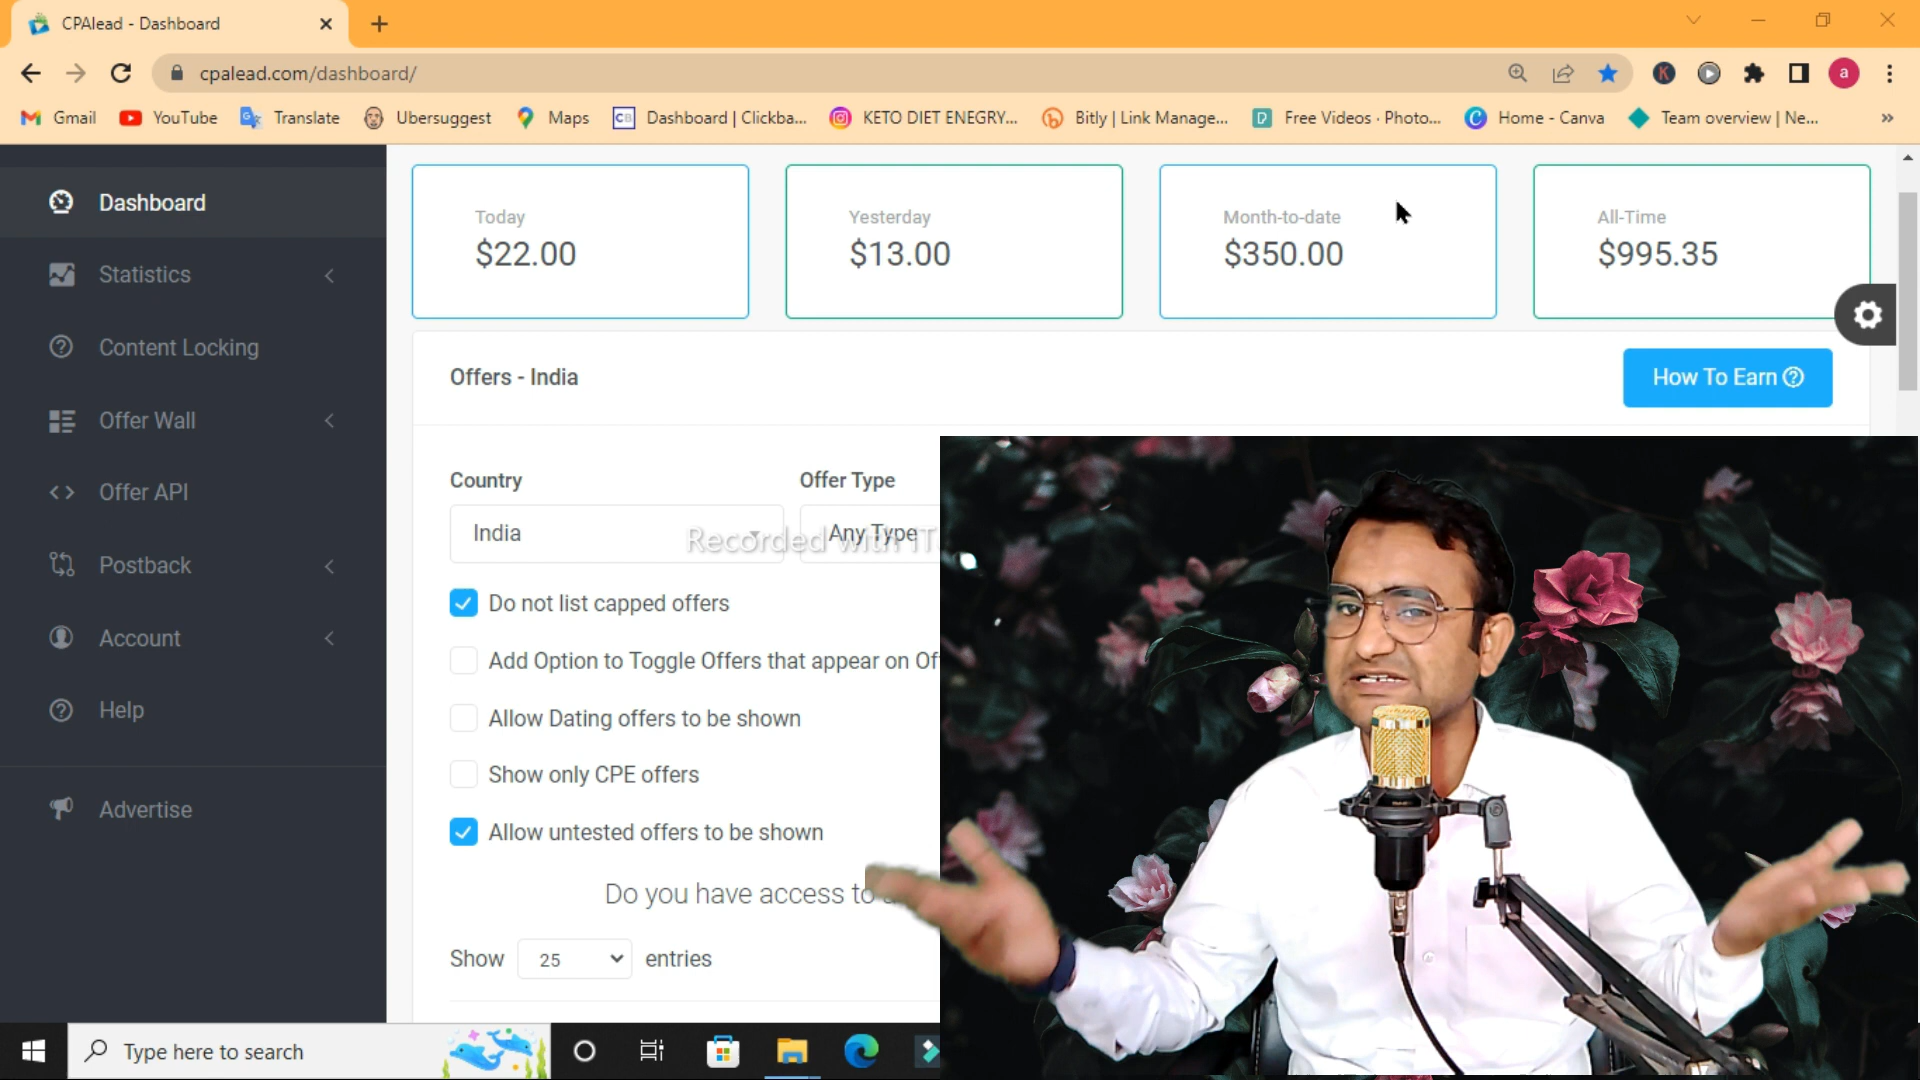 CPAlead - Dashboard
cpalead.com/dashboard/
a
Gmail YouTube Translate Ubersuggest Maps Dashboard | Clickba... KETO DIET ENEGRY... Bitly | Link Manage... Free Videos · Photo... Home - Canva Team overview | Ne... »
Dashboard
Statistics
Content Locking
Offer Wall
Offer API
Postback
Account
Help
Advertise
Today
$22.00
Yesterday
$13.00
Month-to-date
$350.00
All-Time
$995.35
Offers - India
How To Earn
Country
Offer Type
India
Any Type
Recorded with iT
Do not list capped offers
Add Option to Toggle Offers that appear on Of
Allow Dating offers to be shown
Show only CPE offers
Allow untested offers to be shown
Do you have access to
Show 25 entries
Type here to search